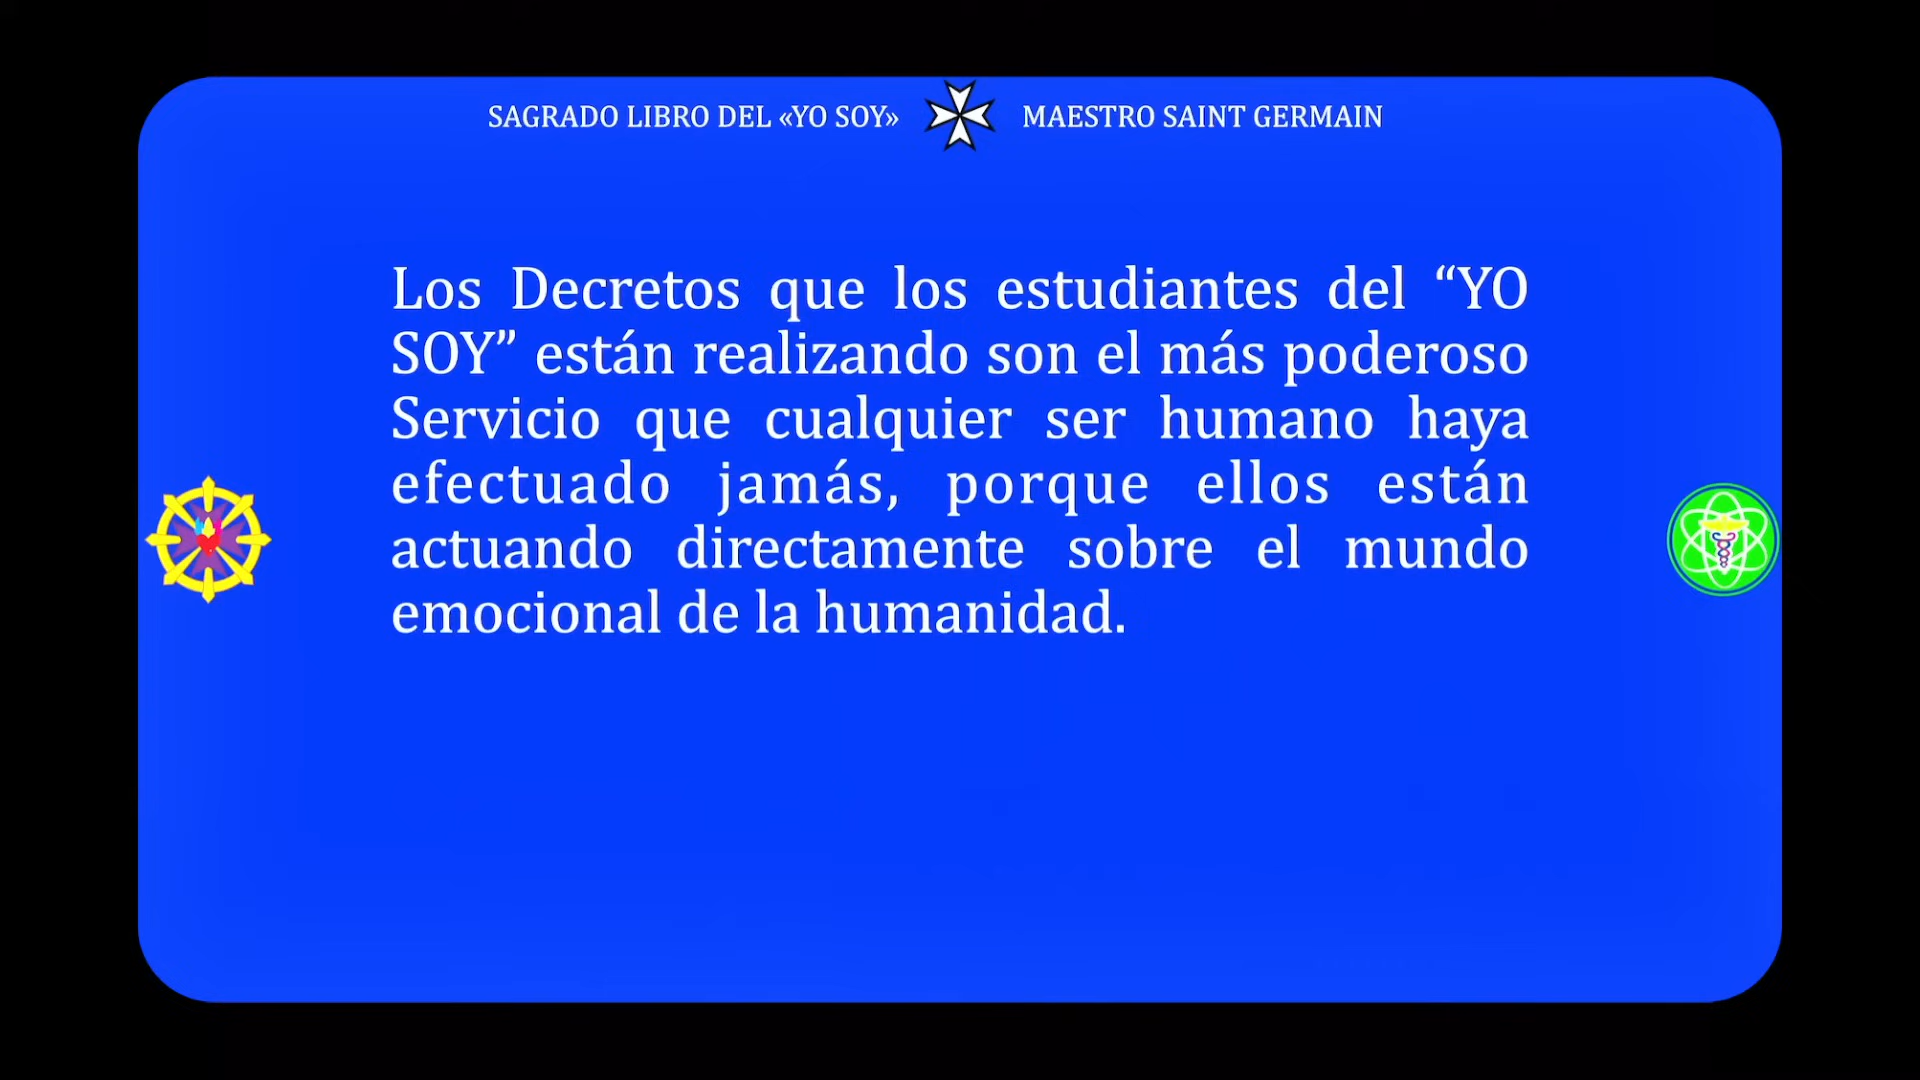 SAGRADO LIBRO DEL «YO SOY» MAESTRO SAINT GERMAIN
Los Decretos que los estudiantes del “YO
SOY” están realizando son el más poderoso
Servicio que cualquier ser humano haya
efectuado jamás, porque ellos están
actuando directamente sobre el mundo
emocional de la humanidad.